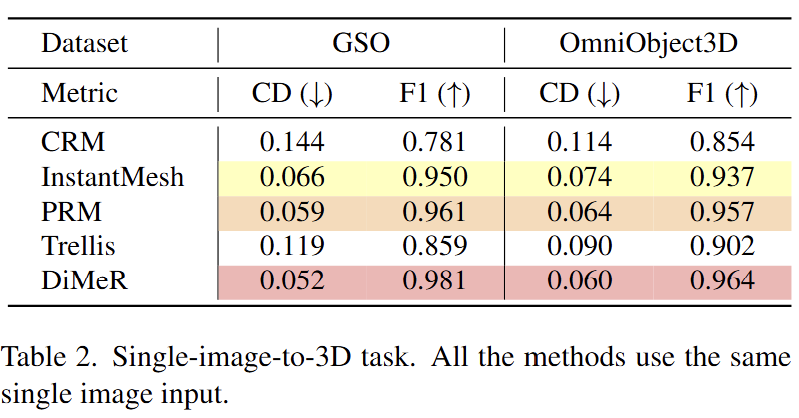 Dataset GSO OmniObject3D
Metric CD (↓) F1 (↑) CD (↓) F1 (↑)
CRM 0.144 0.781 0.114 0.854
InstantMesh 0.066 0.950 0.074 0.937
PRM 0.059 0.961 0.064 0.957
Trellis 0.119 0.859 0.090 0.902
DiMeR 0.052 0.981 0.060 0.964
Table 2. Single-image-to-3D task. All the methods use the same
single image input.